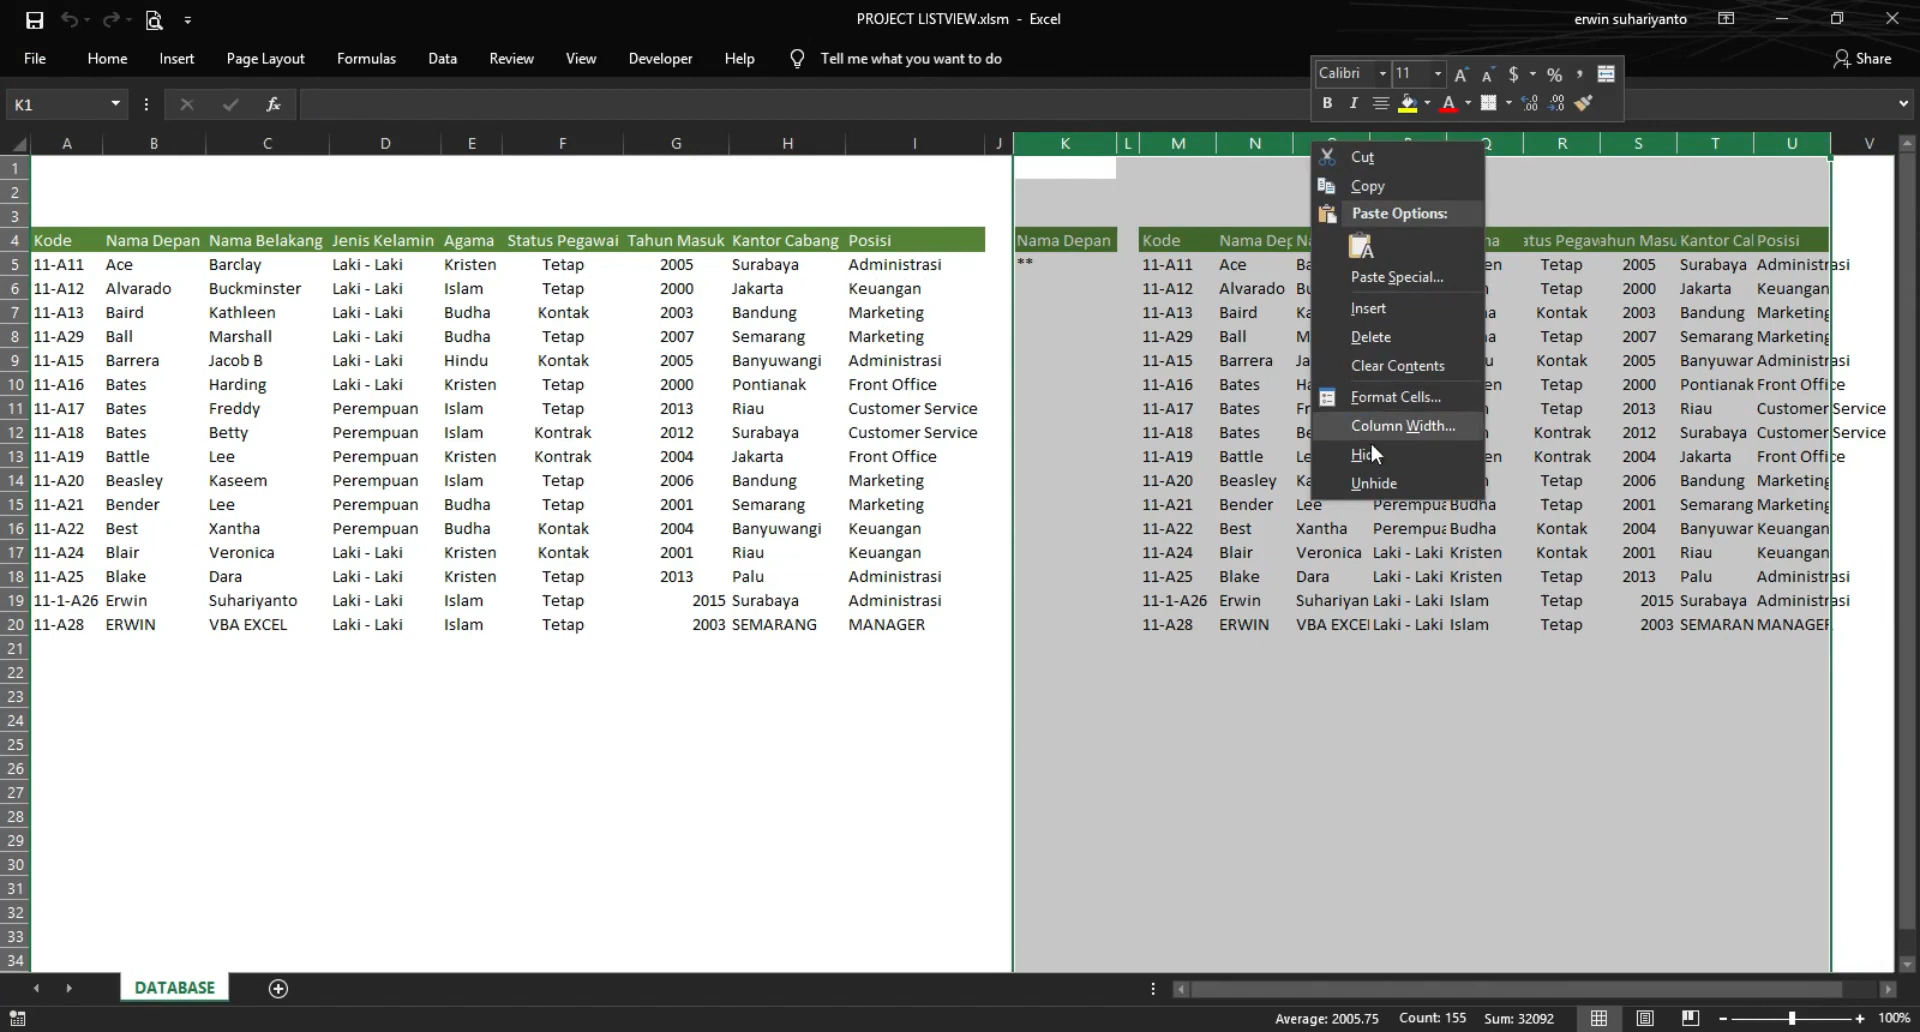 PROJECT LISTVIEW.xlsm - Excel
erwin suhariyanto
File Home Insert Page Layout Formulas Data Review View Developer Help Tell me what you want to do
Share
Calibri 11 A A $ % ,
B I A .00
K1 fx
A B C D E F G H I J K L M N Q R S T U V
1
2
3
4 Kode Nama Depan Nama Belakang Jenis Kelamin Agama Status Pegawai Tahun Masuk Kantor Cabang Posisi Nama Depan Kode Nama Dep Na ma atus Pegaw ahun Masu Kantor Cal Posisi
5 11-A11 Ace Barclay Laki - Laki Kristen Tetap 2005 Surabaya Administrasi ** 11-A11 Ace Ba en Tetap 2005 Surabaya Administrasi
6 11-A12 Alvarado Buckminster Laki - Laki Islam Tetap 2000 Jakarta Keuangan 11-A12 Alvarado Bu Tetap 2000 Jakarta Keuangan
7 11-A13 Baird Kathleen Laki - Laki Budha Kontak 2003 Bandung Marketing 11-A13 Baird Ka a Kontak 2003 Bandung Marketing
8 11-A29 Ball Marshall Laki - Laki Budha Tetap 2007 Semarang Marketing 11-A29 Ball M a Tetap 2007 Semarang Marketing
9 11-A15 Barrera Jacob B Laki - Laki Hindu Kontak 2005 Banyuwangi Administrasi 11-A15 Barrera Ja u Kontak 2005 Banyuwar Administrasi
10 11-A16 Bates Harding Laki - Laki Kristen Tetap 2000 Pontianak Front Office 11-A16 Bates Ha en Tetap 2000 Pontianak Front Office
11 11-A17 Bates Freddy Perempuan Islam Tetap 2013 Riau Customer Service 11-A17 Bates Fr Tetap 2013 Riau Customer Service
12 11-A18 Bates Betty Perempuan Islam Kontrak 2012 Surabaya Customer Service 11-A18 Bates Be Kontrak 2012 Surabaya Customer Service
13 11-A19 Battle Lee Perempuan Kristen Kontrak 2004 Jakarta Front Office 11-A19 Battle Le en Kontrak 2004 Jakarta Front Office
14 11-A20 Beasley Kaseem Perempuan Islam Tetap 2006 Bandung Marketing 11-A20 Beasley Ka Tetap 2006 Bandung Marketing
15 11-A21 Bender Lee Perempuan Budha Tetap 2001 Semarang Marketing 11-A21 Bender Lee Perempua Budha Tetap 2001 Semarang Marketing
16 11-A22 Best Xantha Perempuan Budha Kontak 2004 Banyuwangi Keuangan 11-A22 Best Xantha Perempua Budha Kontak 2004 Banyuwar Keuangan
17 11-A24 Blair Veronica Laki - Laki Kristen Kontak 2001 Riau Keuangan 11-A24 Blair Veronica Laki - Laki Kristen Kontak 2001 Riau Keuangan
18 11-A25 Blake Dara Laki - Laki Kristen Tetap 2013 Palu Administrasi 11-A25 Blake Dara Laki - Laki Kristen Tetap 2013 Palu Administrasi
19 11-1-A26 Erwin Suhariyanto Laki - Laki Islam Tetap 2015 Surabaya Administrasi 11-1-A26 Erwin Suhariyan Laki - Laki Islam Tetap 2015 Surabaya Administrasi
20 11-A28 ERWIN VBA EXCEL Laki - Laki Islam Tetap 2003 SEMARANG MANAGER 11-A28 ERWIN VBA EXCEL Laki - Laki Islam Tetap 2003 SEMARAN MANAGER
21
22
23
24
25
26
27
28
29
30
31
32
33
34
Cut
Copy
Paste Options:
Paste Special...
Insert
Delete
Clear Contents
Format Cells...
Column Width...
Unhide
DATABASE
Average: 2005.75 Count: 155 Sum: 32092 100%